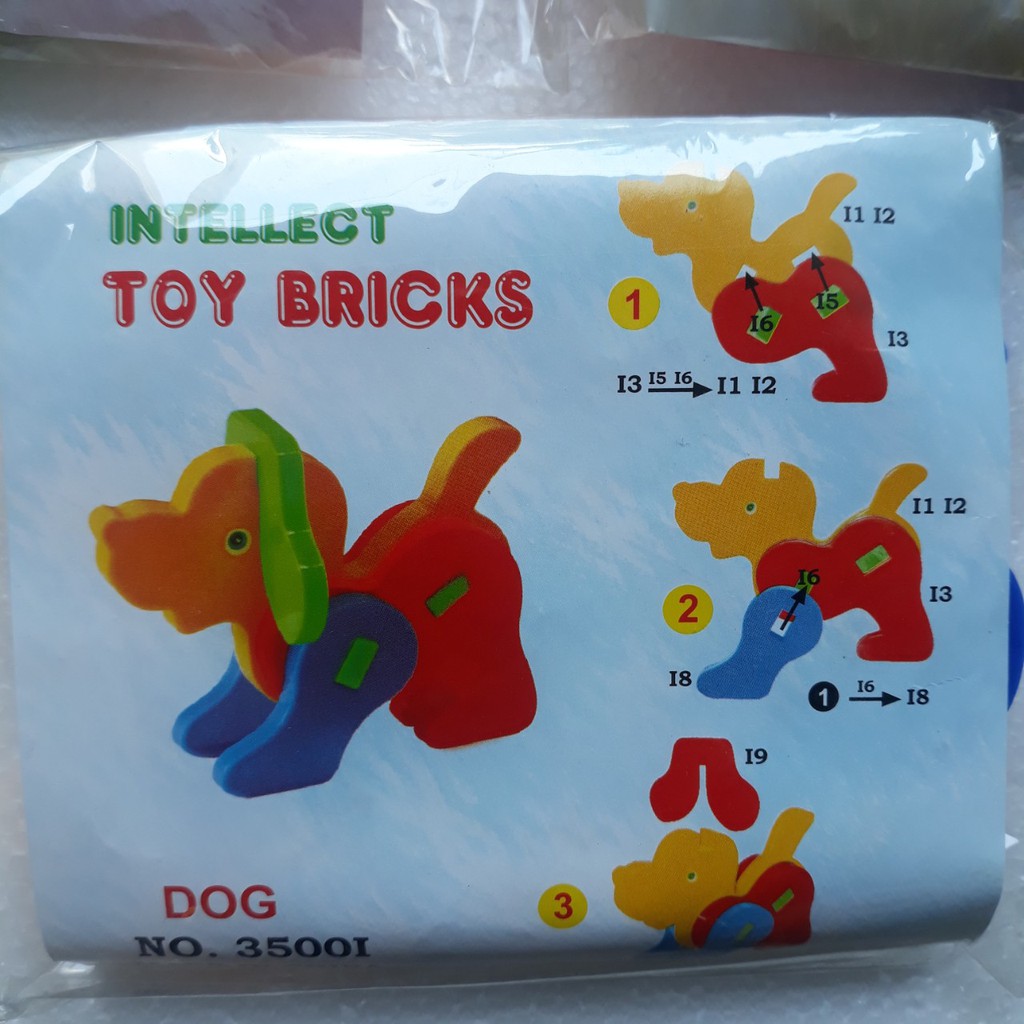 INTELLECT
TOY BRICKS
I1 I2
1
I6
I5
I3
I3 I5 I6 I1 I2
I1 I2
I6
2
I3
I8
1 I6 I8
I9
3
DOG
NO. 3500I